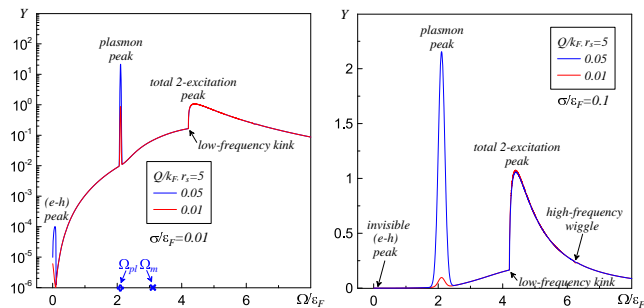 Y
10²
10¹
10⁰
10⁻¹
10⁻²
10⁻³
10⁻⁴
10⁻⁵
10⁻⁶
plasmon
peak
total 2-excitation
peak
low-frequency kink
(e-h)
peak
Q/k_F. r_s=5
0.05
0.01
σ/ε_F=0.01
Ω_pl Ω_m
0 2 4 6 Ω/ε_F 8
Y
2
1.5
1
0.5
0
plasmon
peak
Q/k_F. r_s=5
0.05
0.01
σ/ε_F=0.1
total 2-excitation
peak
high-frequency
wiggle
invisible
(e-h) peak
low-frequency kink
0 2 4 6 Ω/ε_F 8